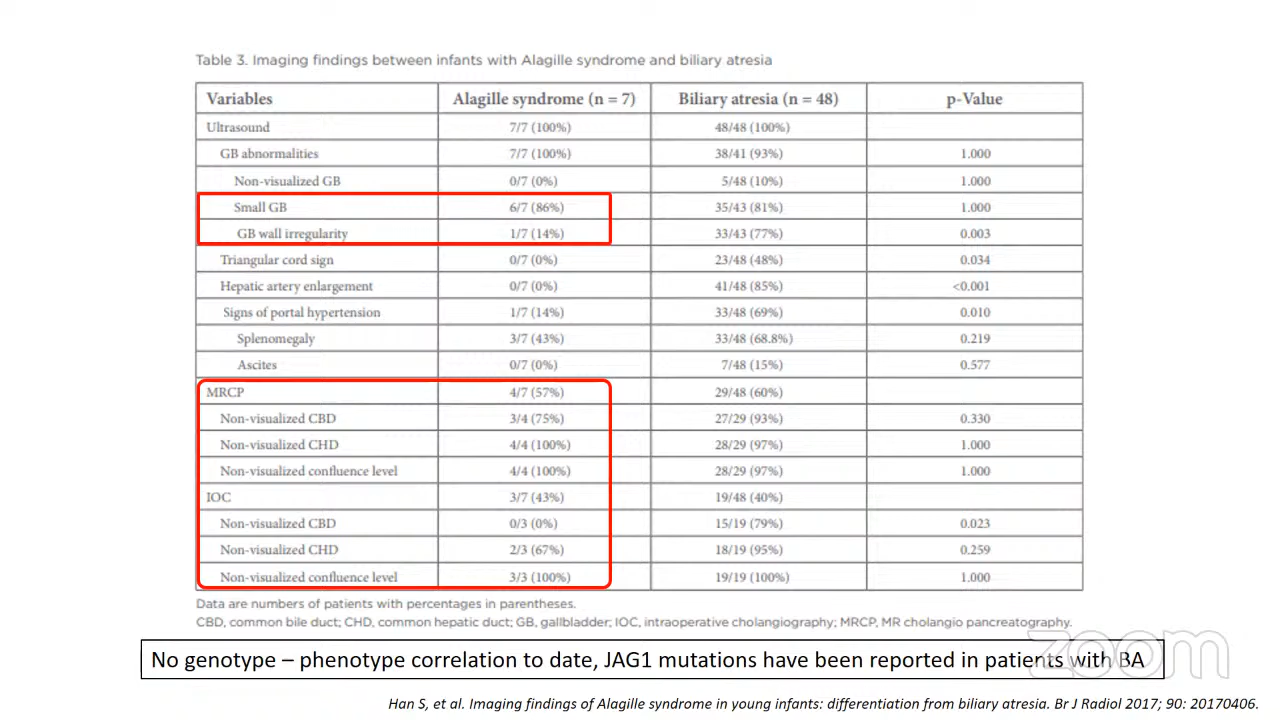 Table 3. Imaging findings between infants with Alagille syndrome and biliary atresia
Variables Alagille syndrome (n = 7) Biliary atresia (n = 48) p-Value
Ultrasound 7/7 (100%) 48/48 (100%)
GB abnormalities 7/7 (100%) 38/41 (93%) 1.000
Non-visualized GB 0/7 (0%) 5/48 (10%) 1.000
Small GB 6/7 (86%) 35/43 (81%) 1.000
GB wall irregularity 1/7 (14%) 33/43 (77%) 0.003
Triangular cord sign 0/7 (0%) 23/48 (48%) 0.034
Hepatic artery enlargement 0/7 (0%) 41/48 (85%) <0.001
Signs of portal hypertension 1/7 (14%) 33/48 (69%) 0.010
Splenomegaly 3/7 (43%) 33/48 (68.8%) 0.219
Ascites 0/7 (0%) 7/48 (15%) 0.577
MRCP 4/7 (57%) 29/48 (60%)
Non-visualized CBD 3/4 (75%) 27/29 (93%) 0.330
Non-visualized CHD 4/4 (100%) 28/29 (97%) 1.000
Non-visualized confluence level 4/4 (100%) 28/29 (97%) 1.000
IOC 3/7 (43%) 19/48 (40%)
Non-visualized CBD 0/3 (0%) 15/19 (79%) 0.023
Non-visualized CHD 2/3 (67%) 18/19 (95%) 0.259
Non-visualized confluence level 3/3 (100%) 19/19 (100%) 1.000
Data are numbers of patients with percentages in parentheses.
CBD, common bile duct; CHD, common hepatic duct; GB, gallbladder; IOC, intraoperative cholangiography; MRCP, MR cholangio pancreatography.
No genotype – phenotype correlation to date, JAG1 mutations have been reported in patients with BA
zoom
Han S, et al. Imaging findings of Alagille syndrome in young infants: differentiation from biliary atresia. Br J Radiol 2017; 90: 20170406.